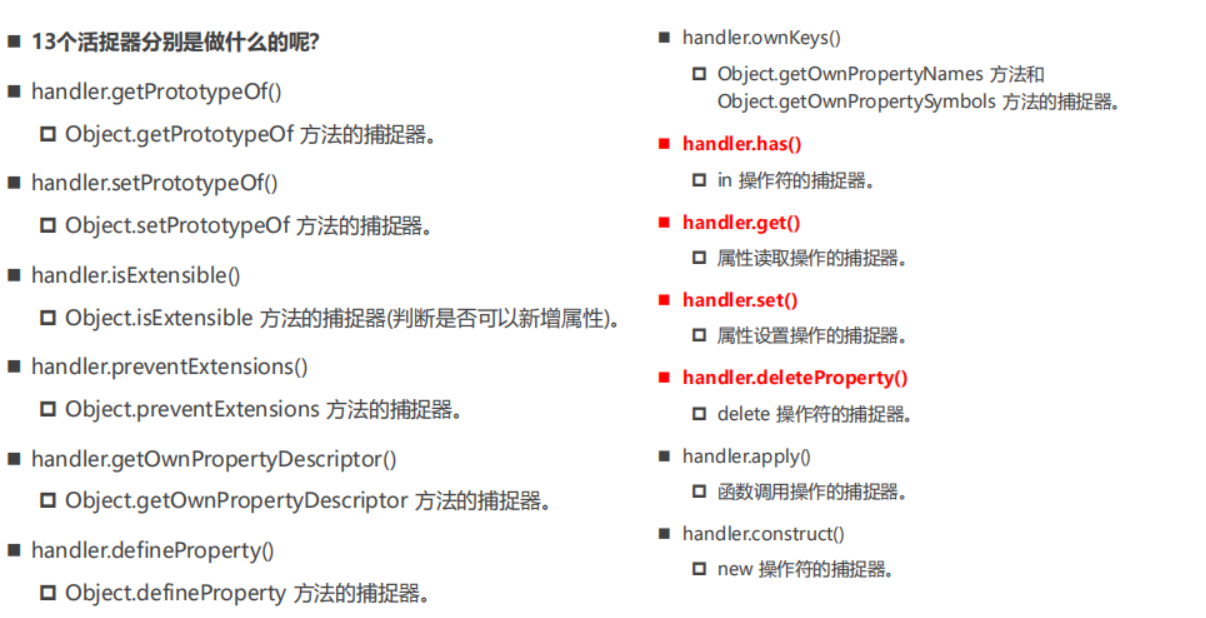 13个活捉器分别是做什么的呢?
handler.getPrototypeOf()
Object.getPrototypeOf 方法的捕捉器。
handler.setPrototypeOf()
Object.setPrototypeOf 方法的捕捉器。
handler.isExtensible()
Object.isExtensible 方法的捕捉器(判断是否可以新增属性)。
handler.preventExtensions()
Object.preventExtensions 方法的捕捉器。
handler.getOwnPropertyDescriptor()
Object.getOwnPropertyDescriptor 方法的捕捉器。
handler.defineProperty()
Object.defineProperty 方法的捕捉器。
handler.ownKeys()
Object.getOwnPropertyNames 方法和
Object.getOwnPropertySymbols 方法的捕捉器。
handler.has()
in 操作符的捕捉器。
handler.get()
属性读取操作的捕捉器。
handler.set()
属性设置操作的捕捉器。
handler.deleteProperty()
delete 操作符的捕捉器。
handler.apply()
函数调用操作的捕捉器。
handler.construct()
new 操作符的捕捉器。